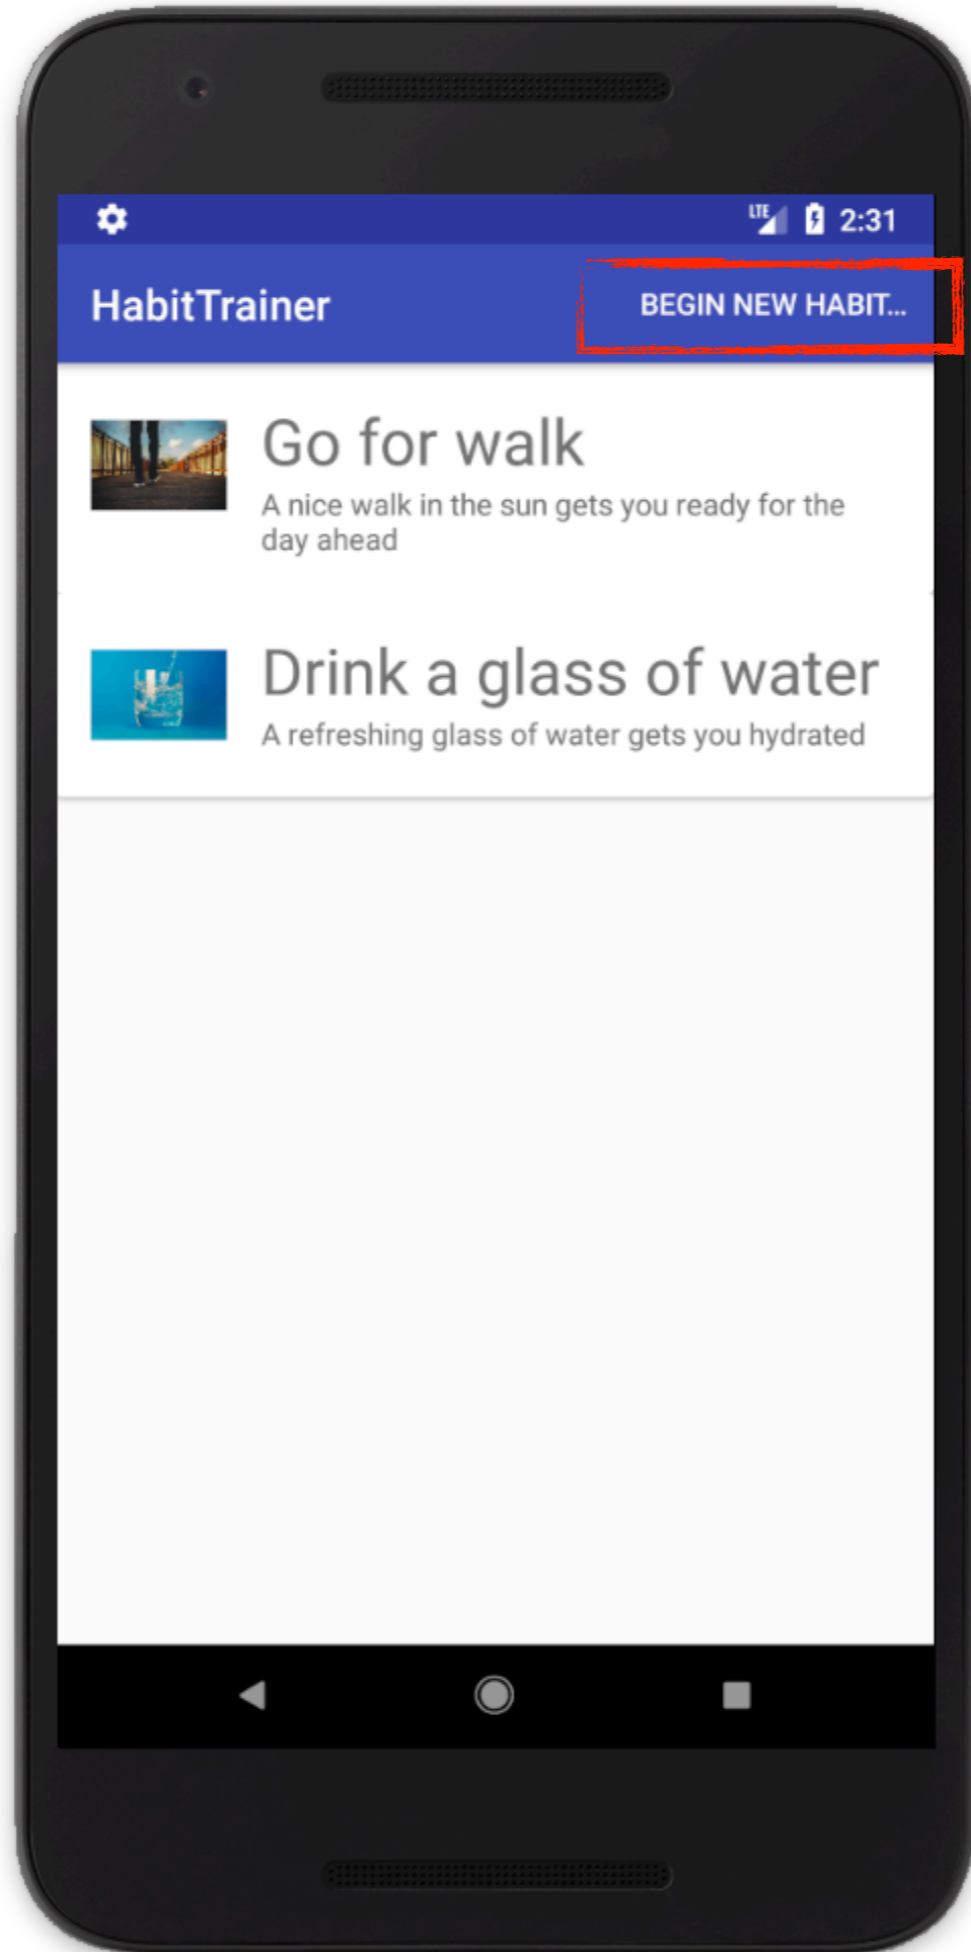 LTE 2:31
HabitTrainer BEGIN NEW HABIT...
Go for walk
A nice walk in the sun gets you ready for the
day ahead
Drink a glass of water
A refreshing glass of water gets you hydrated